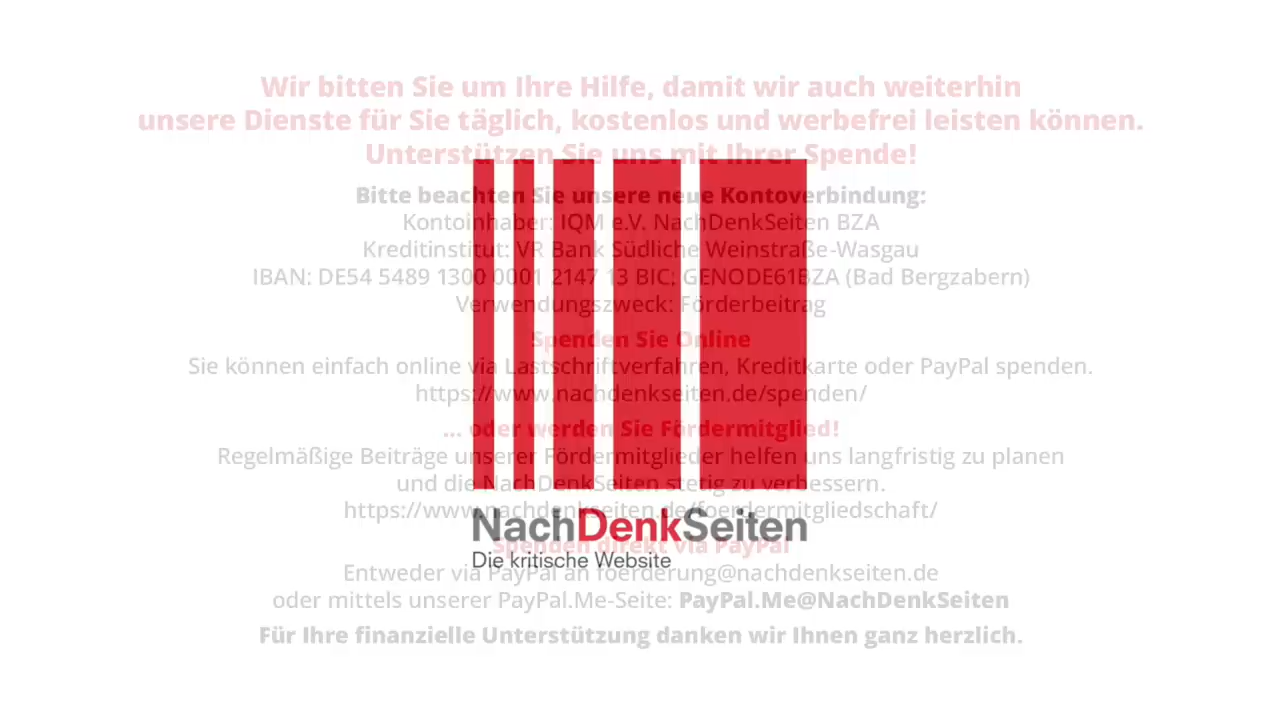 Wir bitten Sie um Ihre Hilfe, damit wir auch weiterhin
unsere Dienste für Sie täglich, kostenlos und werbefrei leisten können.
Unterstützen Sie uns mit Ihrer Spende!
Bitte beachten Sie unsere neue Kontoverbindung:
Kontoinhaber: IQM e.V. NachDenkSeiten BZA
Kreditinstitut: VR Bank Südliche Weinstraße-Wasgau
IBAN: DE54 5489 1300 0001 2147 13 BIC: GENODE61BZA (Bad Bergzabern)
Verwendungszweck: Förderbeitrag
Spenden Sie Online
Sie können einfach online via Lastschriftverfahren, Kreditkarte oder PayPal spenden.
https://www.nachdenkseiten.de/spenden/
... oder werden Sie Fördermitglied!
Regelmäßige Beiträge unserer Fördermitglieder helfen uns langfristig zu planen
und die NachDenkSeiten stetig zu verbessern.
https://www.nachdenkseiten.de/foerdermitgliedschaft/
NachDenkSeiten
Spenden direkt via PayPal
Die kritische Website
Entweder via PayPal an foerderung@nachdenkseiten.de
oder mittels unserer PayPal.Me-Seite: PayPal.Me@NachDenkSeiten
Für Ihre finanzielle Unterstützung danken wir Ihnen ganz herzlich.